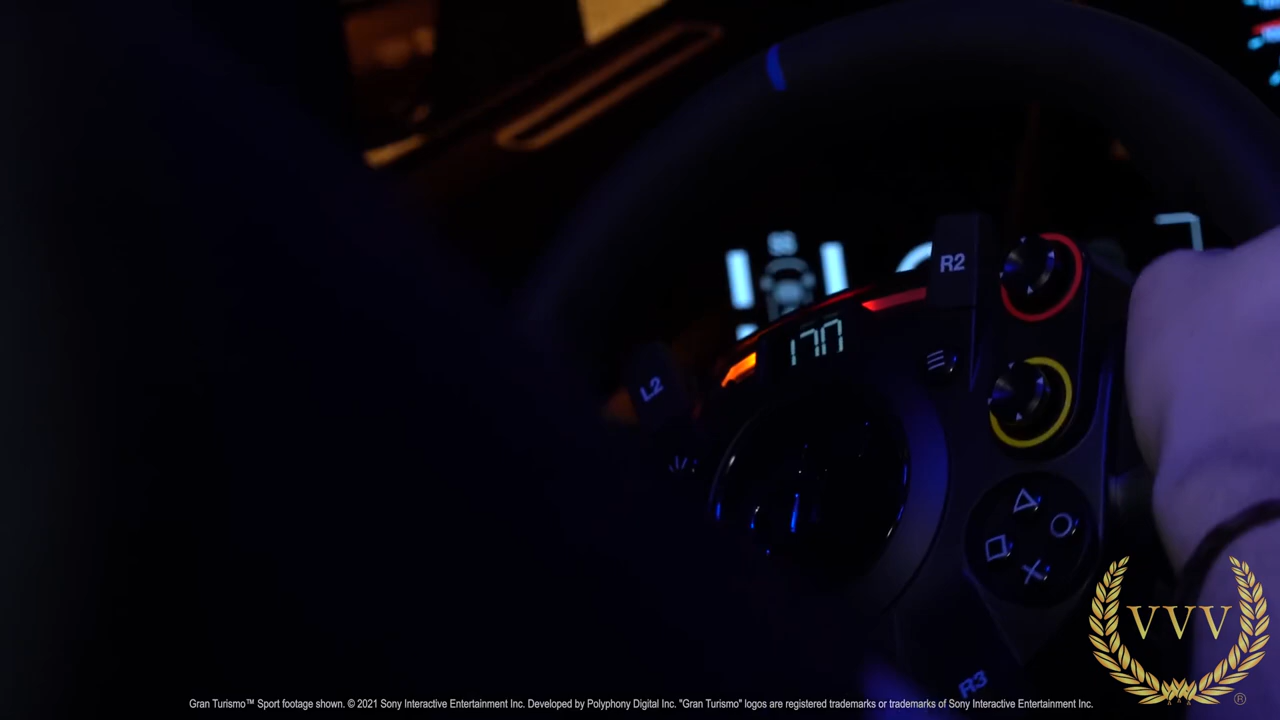 R2
170
L2
R3
VVV
®
Gran Turismo™ Sport footage shown. © 2021 Sony Interactive Entertainment Inc. Developed by Polyphony Digital Inc. "Gran Turismo" logos are registered trademarks or trademarks of Sony Interactive Entertainment Inc.